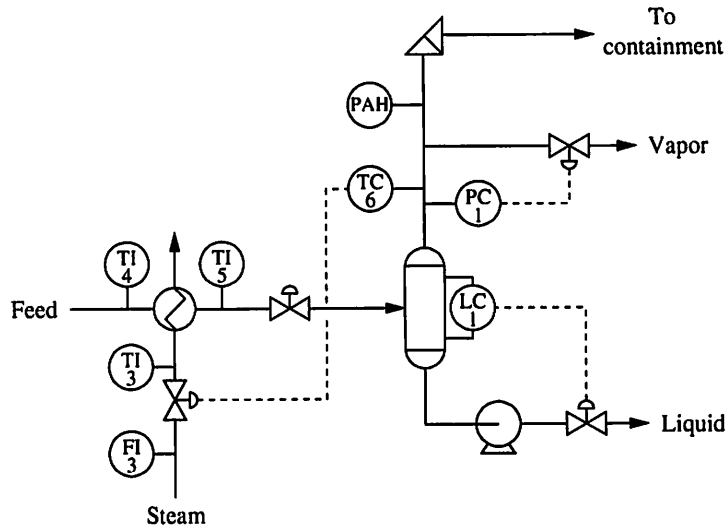 To
containment
PAH
Vapor
TC
6
PC
1
TI
4
TI
5
Feed
LC
1
TI
3
Liquid
FI
3
Steam